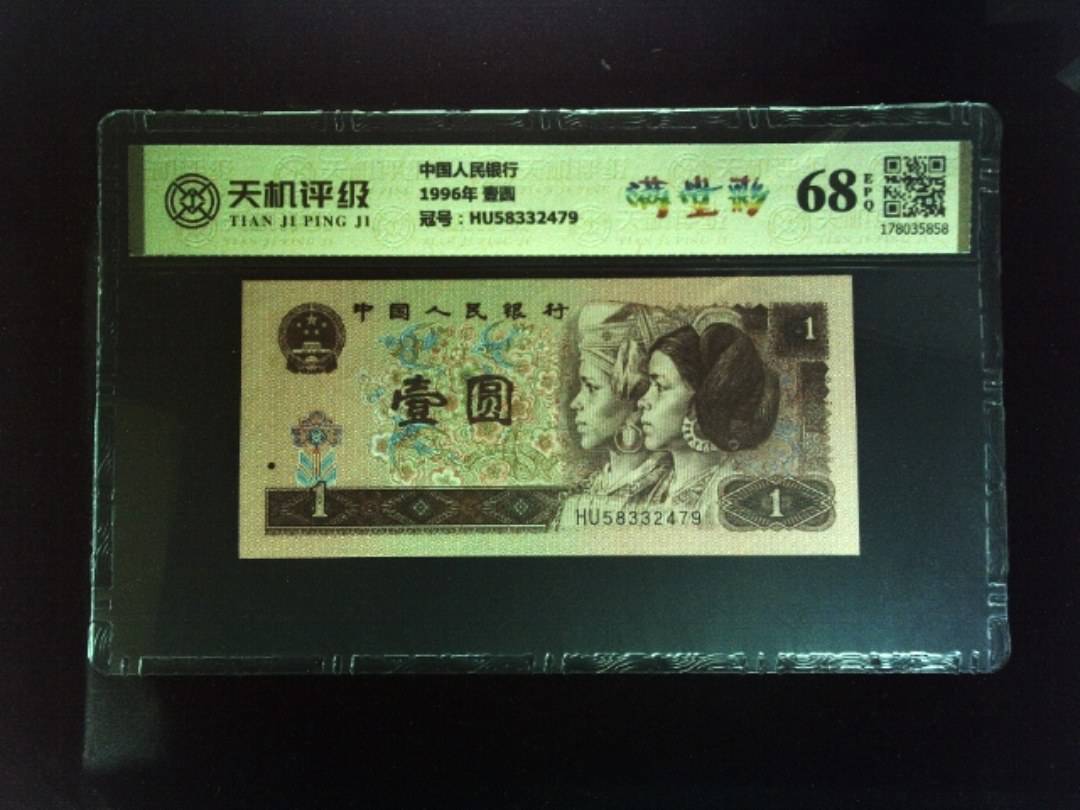 天机评级
TIAN JI PING JI
中国人民银行
1996年 壹圆
冠号：HU58332479
满堂彩
68
EPQ
178035858
中国人民银行
1
壹圆
1
HU58332479
1